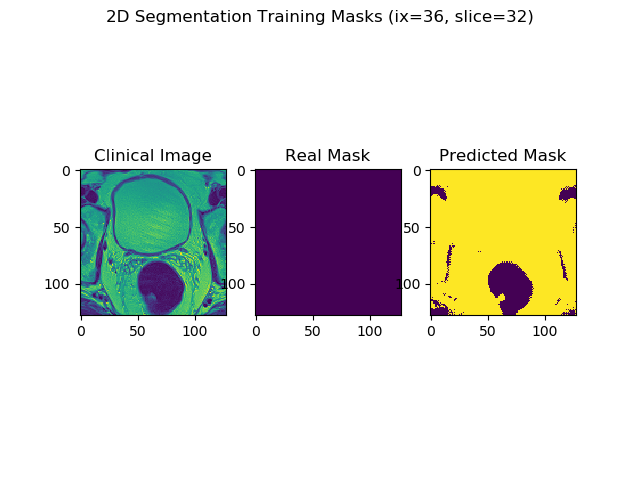 2D Segmentation Training Masks (ix=36, slice=32)
Clinical Image Real Mask Predicted Mask
0 0 0
50 50 50
100 100 100
0 50 100 0 50 100 0 50 100